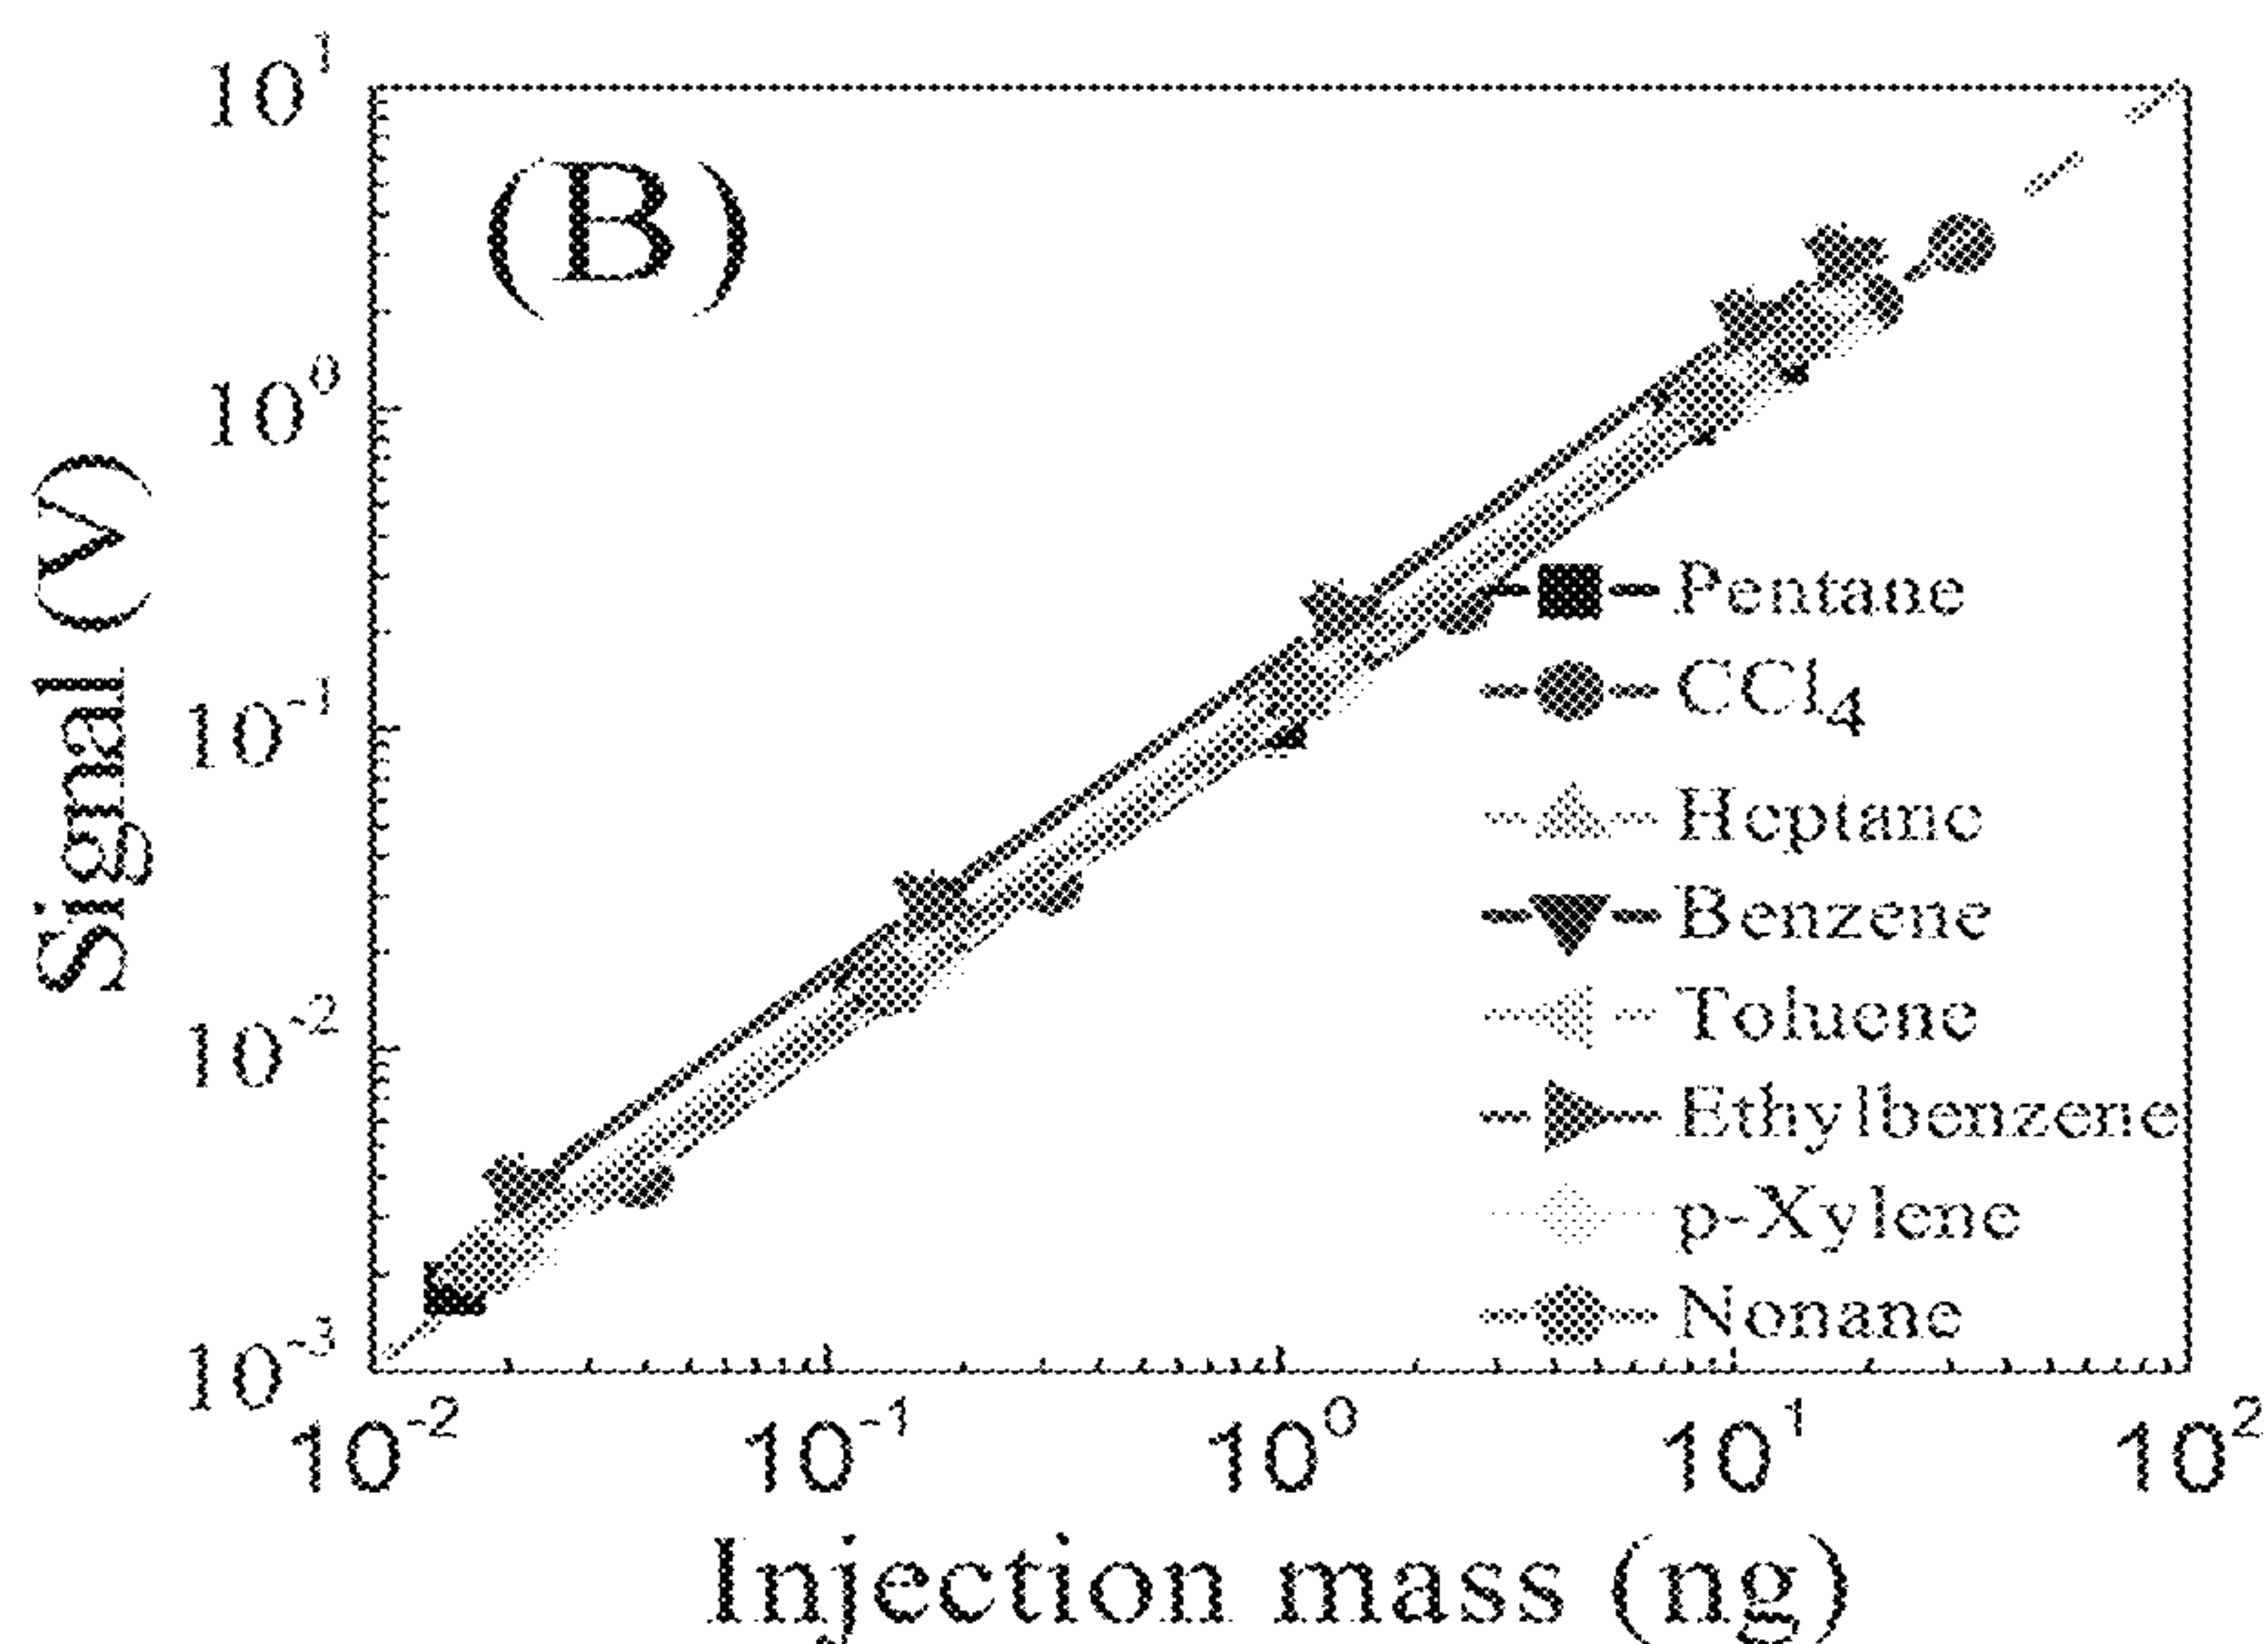 (B)
Signal (V)
10^1
10^0
10^-1
10^-2
10^-3
10^-2 10^-1 10^0 10^1 10^2
Injection mass (ng)
Pentane
CCl4
Heptane
Benzene
Toluene
Ethylbenzene
p-Xylene
Nonane